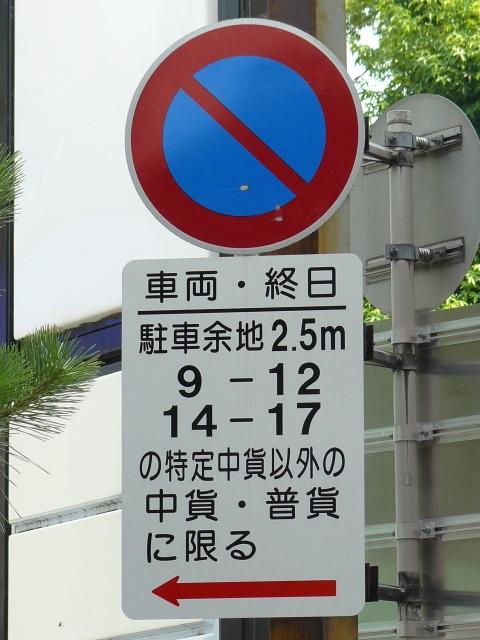 車両・終日
駐車余地2.5m
9－12
14－17
の特定中貨以外の
中貨・普貨
に限る